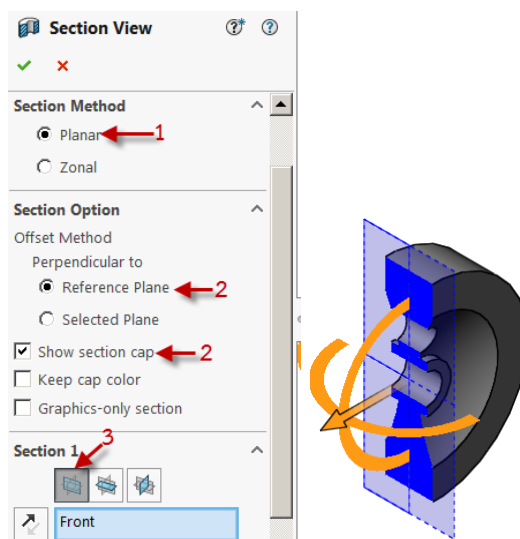 Section View
Section Method
Planar 1
Zonal
Section Option
Offset Method
Perpendicular to
Reference Plane 2
Selected Plane
Show section cap 2
Keep cap color
Graphics-only section
3
Section 1
Front